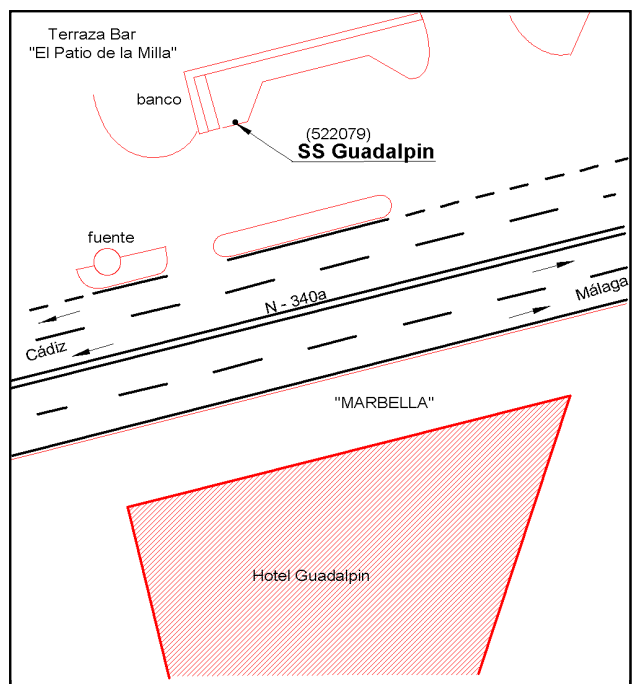 Terraza Bar
"El Patio de la Milla"
banco
(522079)
SS Guadalpin
fuente
N - 340a
Málaga
Cádiz
"MARBELLA"
Hotel Guadalpin